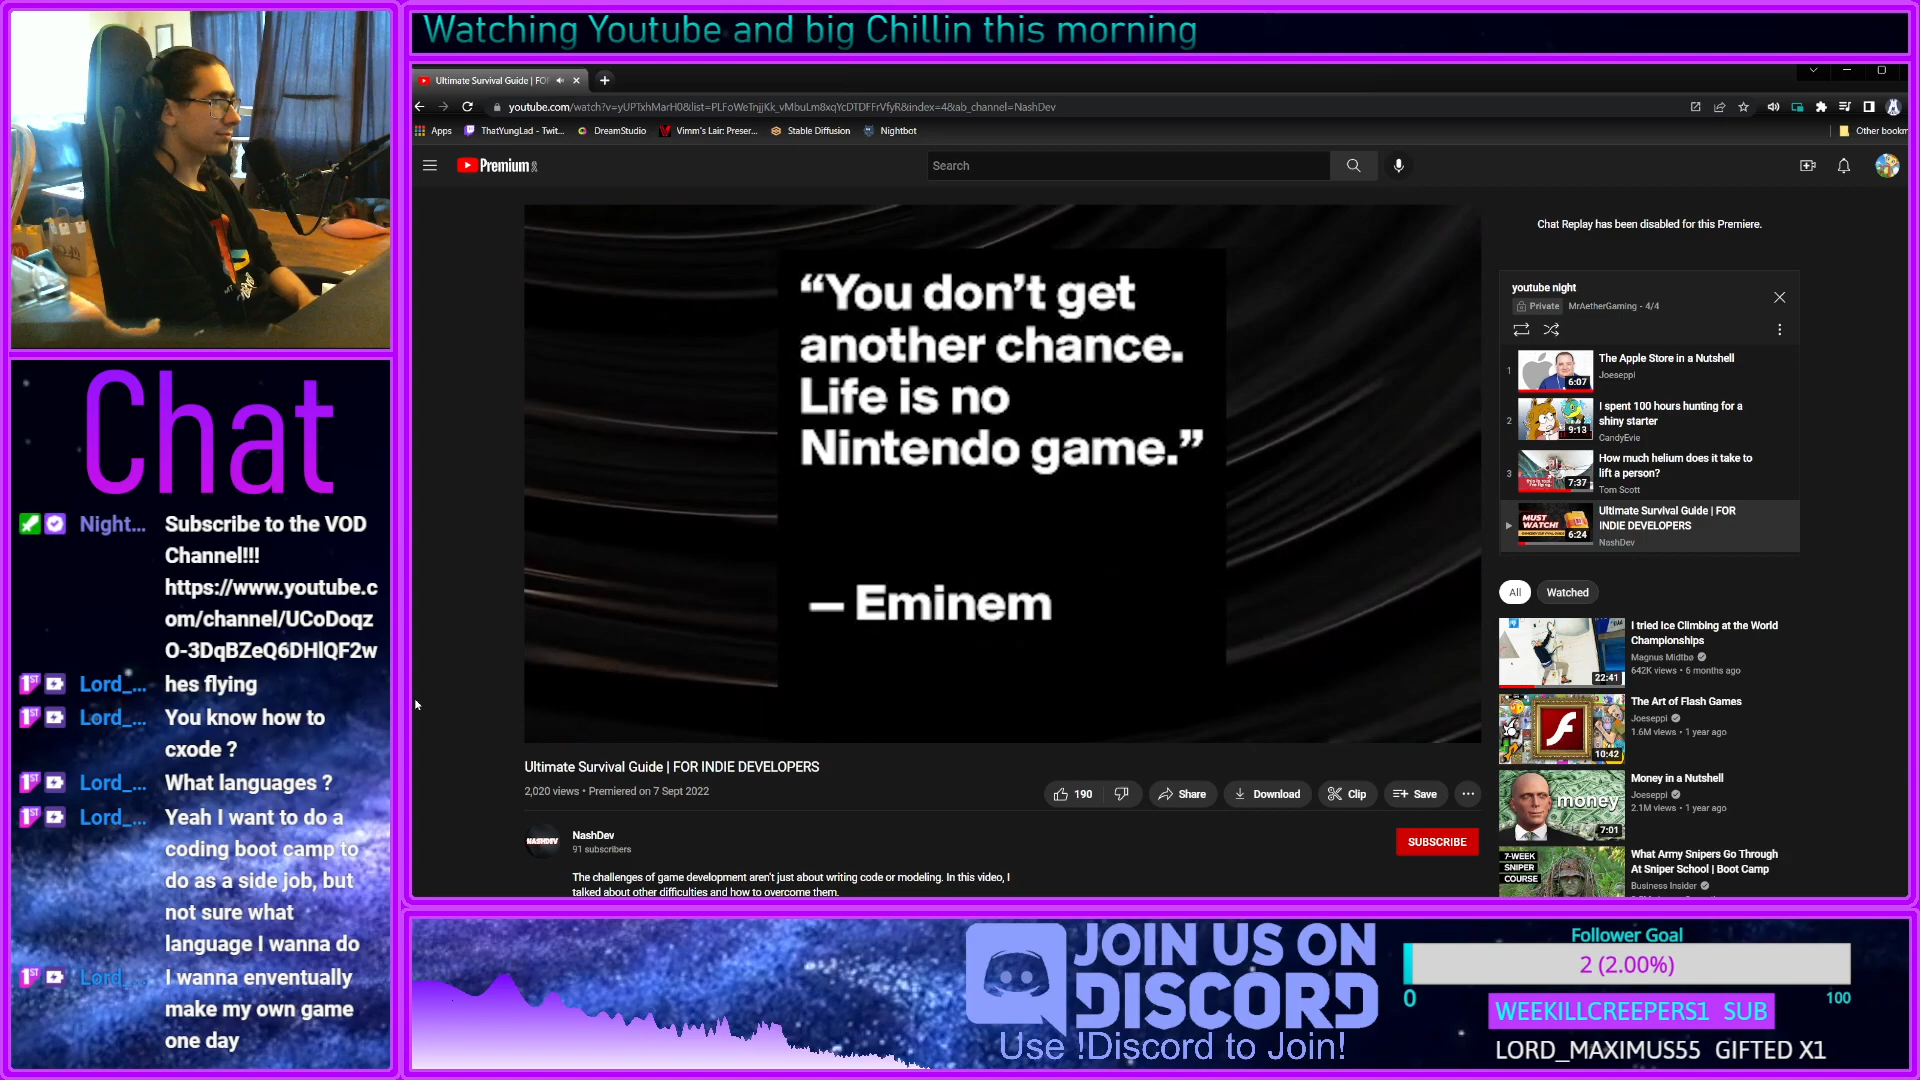 Watching Youtube and big Chillin this morning
Ultimate Survival Guide | FO
youtube.com/watch?v=yUPTxhMarH0&list=PLFoWeTnjjKk_vMbuLm8xqYcDTDFFrVfyR&index=4&ab_channel=NashDev
Apps
ThatYungLad - Twit...
DreamStudio
Vimm's Lair: Preser...
Stable Diffusion
Nightbot
Other bookm
Premium
Search
Chat Replay has been disabled for this Premiere.
“You don’t get
another chance.
Life is no
Nintendo game.”
— Eminem
youtube night
Private MrAetherGaming - 4/4
1
The Apple Store in a Nutshell
Joeseppi
6:07
2
I spent 100 hours hunting for a
shiny starter
CandyEvie
9:13
3
How much helium does it take to
lift a person?
Tom Scott
7:37
MUST
WATCH!
Ultimate Survival Guide | FOR
INDIE DEVELOPERS
NashDev
6:24
All Watched
I tried Ice Climbing at the World
Championships
Magnus Midtbø
642K views • 6 months ago
22:41
The Art of Flash Games
Joeseppi
1.6M views • 1 year ago
10:42
Money in a Nutshell
Joeseppi
2.1M views • 1 year ago
money
7:01
7-WEEK
SNIPER
COURSE
What Army Snipers Go Through
At Sniper School | Boot Camp
Business Insider
Ultimate Survival Guide | FOR INDIE DEVELOPERS
2,020 views • Premiered on 7 Sept 2022
190 Share Download Clip Save
NASHDEV
NashDev
91 subscribers
SUBSCRIBE
The challenges of game development aren't just about writing code or modeling. In this video, I
talked about other difficulties and how to overcome them.
Chat
Night... Subscribe to the VOD
Channel!!!
https://www.youtube.c
om/channel/UCoDoqz
O-3DqBZeQ6DHlQF2w
Lord_... hes flying
Lord_... You know how to
cxode ?
Lord_... What languages ?
Lord_... Yeah I want to do a
coding boot camp to
do as a side job, but
not sure what
language I wanna do
Lord_... I wanna enventually
make my own game
one day
JOIN US ON
DISCORD
Use !Discord to Join!
Follower Goal
2 (2.00%)
0
100
WEEKILLCREEPERS1 SUB
LORD_MAXIMUS55 GIFTED X1